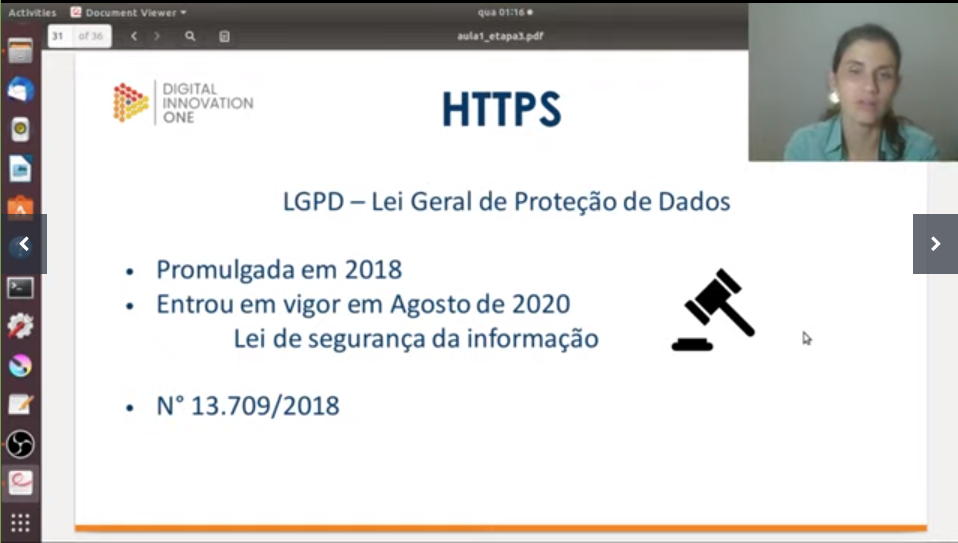 Activities Document Viewer qua 01:16
31 of 36 aula1_etapa3.pdf
DIGITAL
INNOVATION
ONE
HTTPS
LGPD – Lei Geral de Proteção de Dados
• Promulgada em 2018
• Entrou em vigor em Agosto de 2020
Lei de segurança da informação
• N° 13.709/2018